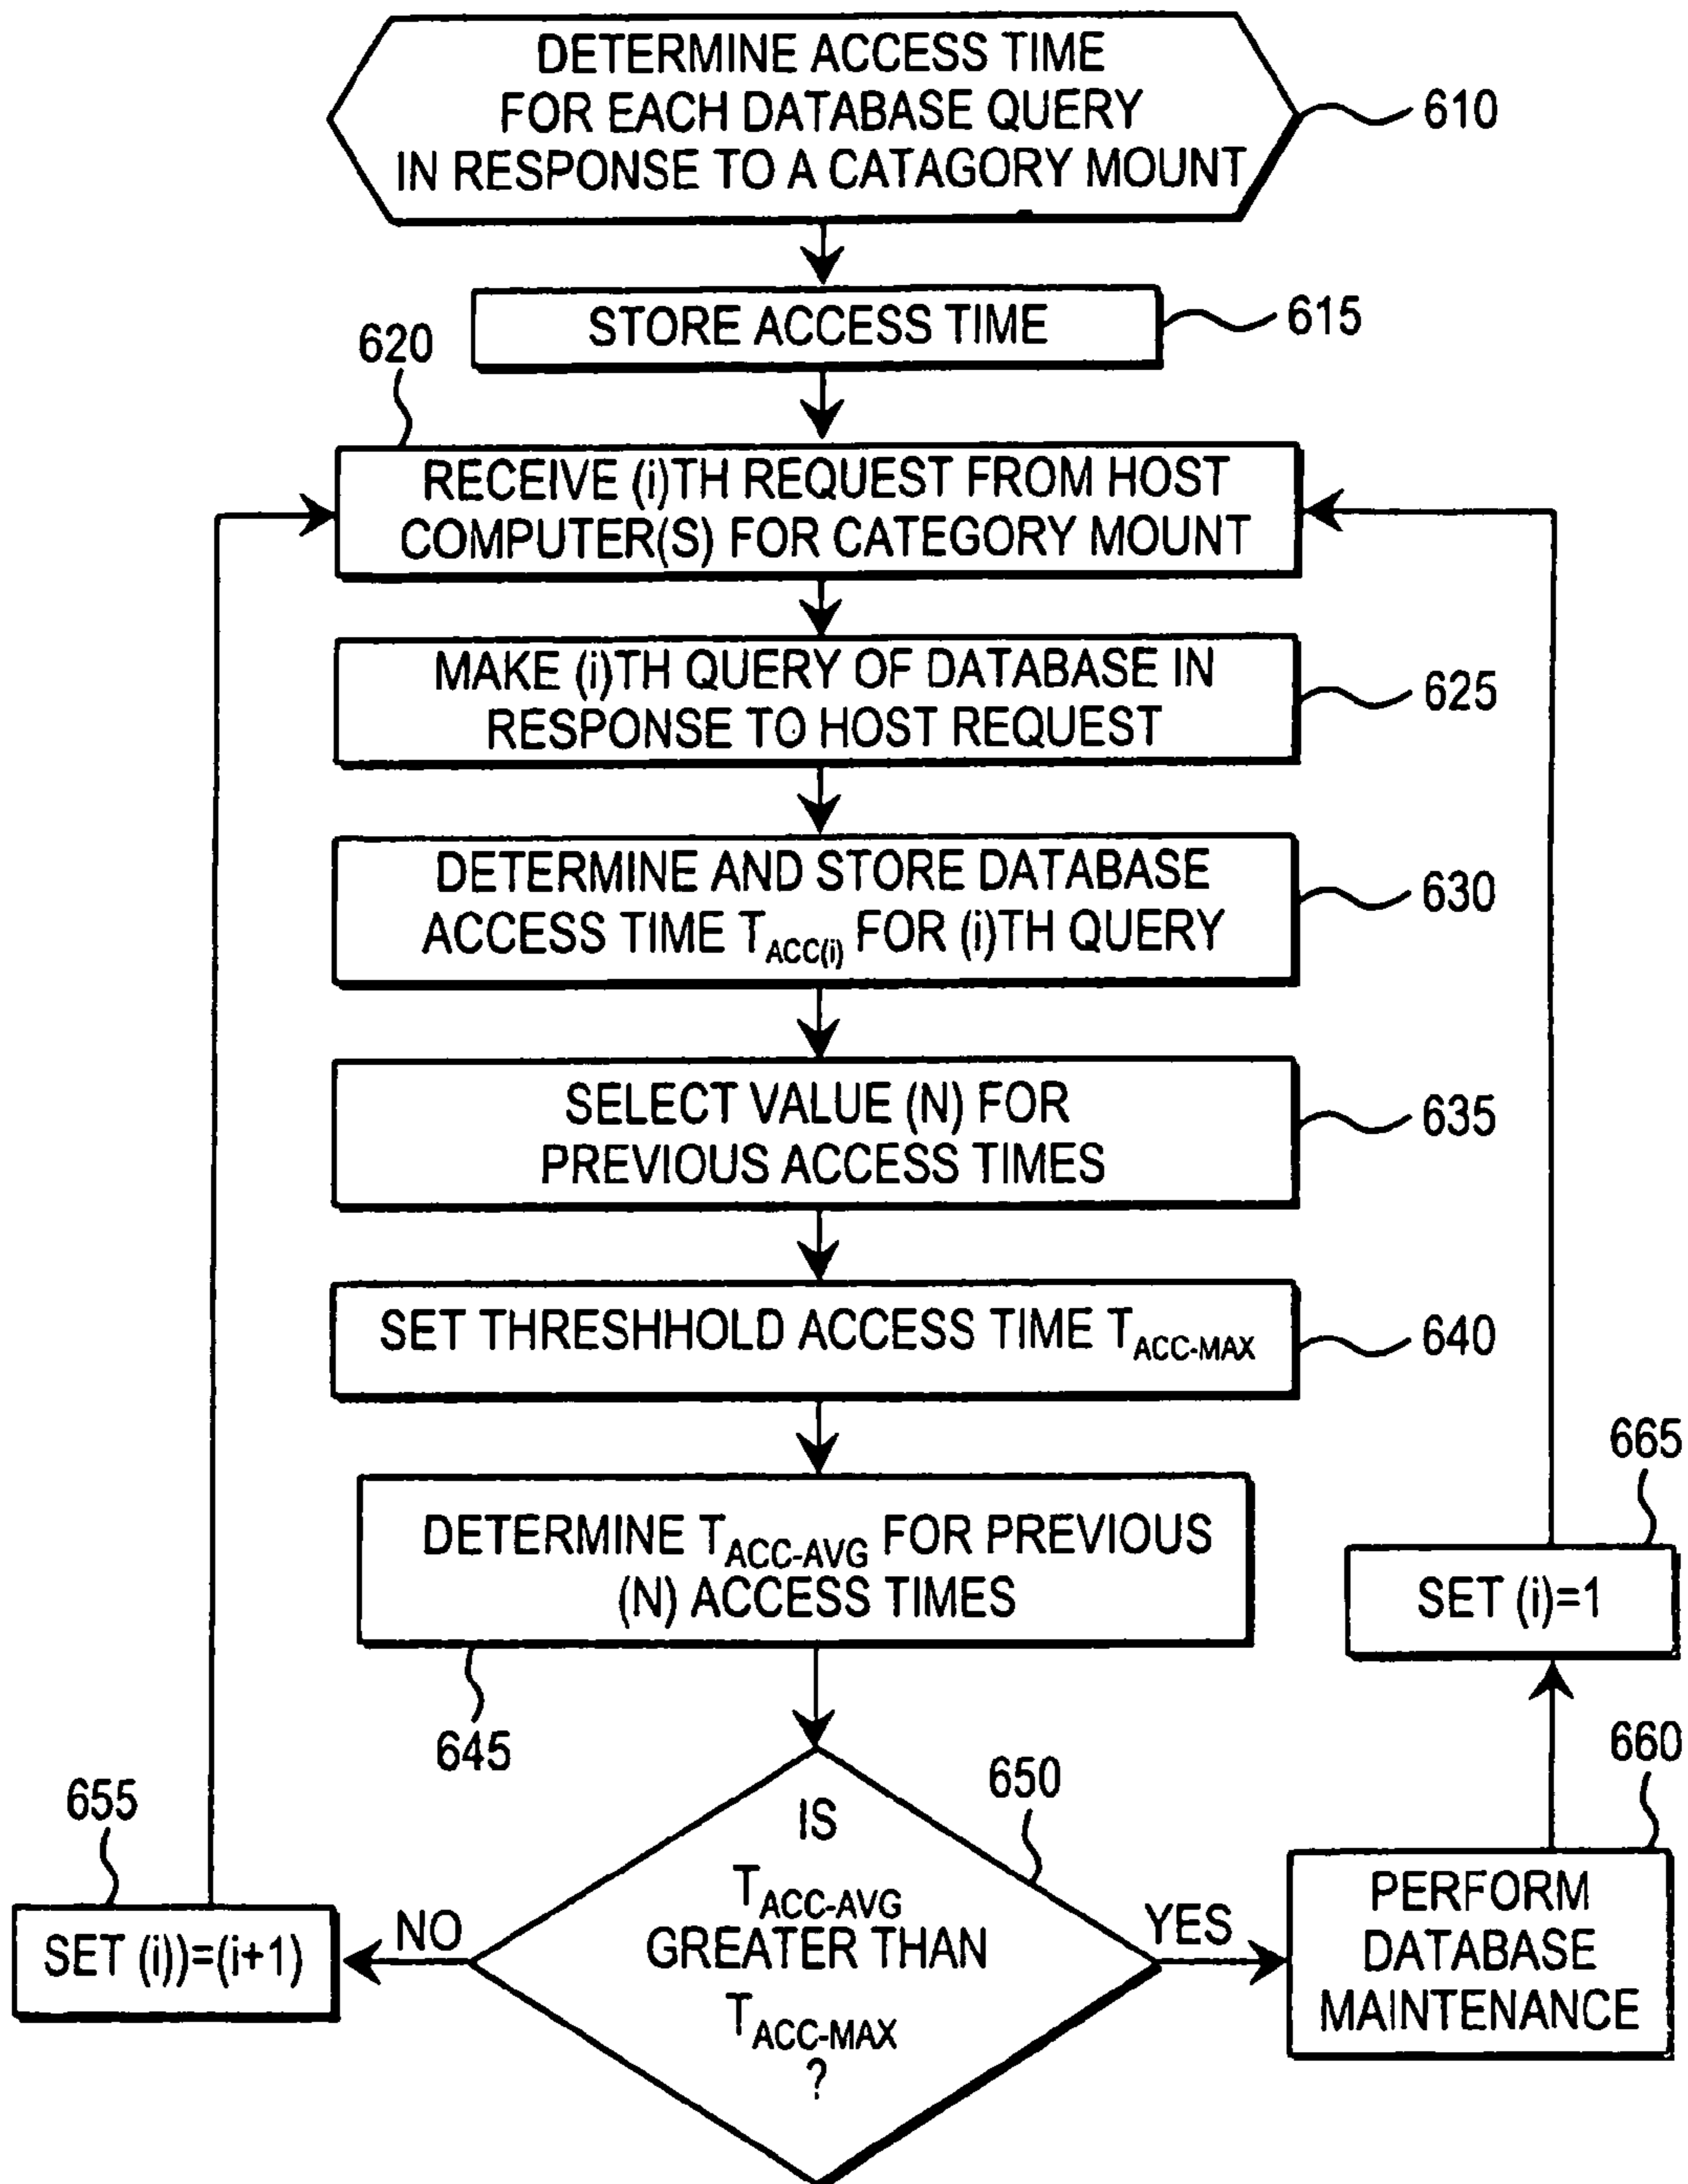 DETERMINE ACCESS TIME
FOR EACH DATABASE QUERY
IN RESPONSE TO A CATAGORY MOUNT
610
STORE ACCESS TIME
615
620
RECEIVE (i)TH REQUEST FROM HOST
COMPUTER(S) FOR CATEGORY MOUNT
MAKE (i)TH QUERY OF DATABASE IN
RESPONSE TO HOST REQUEST
625
DETERMINE AND STORE DATABASE
ACCESS TIME TACC(i) FOR (i)TH QUERY
630
SELECT VALUE (N) FOR
PREVIOUS ACCESS TIMES
635
SET THRESHHOLD ACCESS TIME TACC-MAX
640
DETERMINE TACC-AVG FOR PREVIOUS
(N) ACCESS TIMES
645
665
SET (i)=1
650
IS
TACC-AVG
GREATER THAN
TACC-MAX
?
655
NO
SET (i))=(i+1)
YES
660
PERFORM
DATABASE
MAINTENANCE